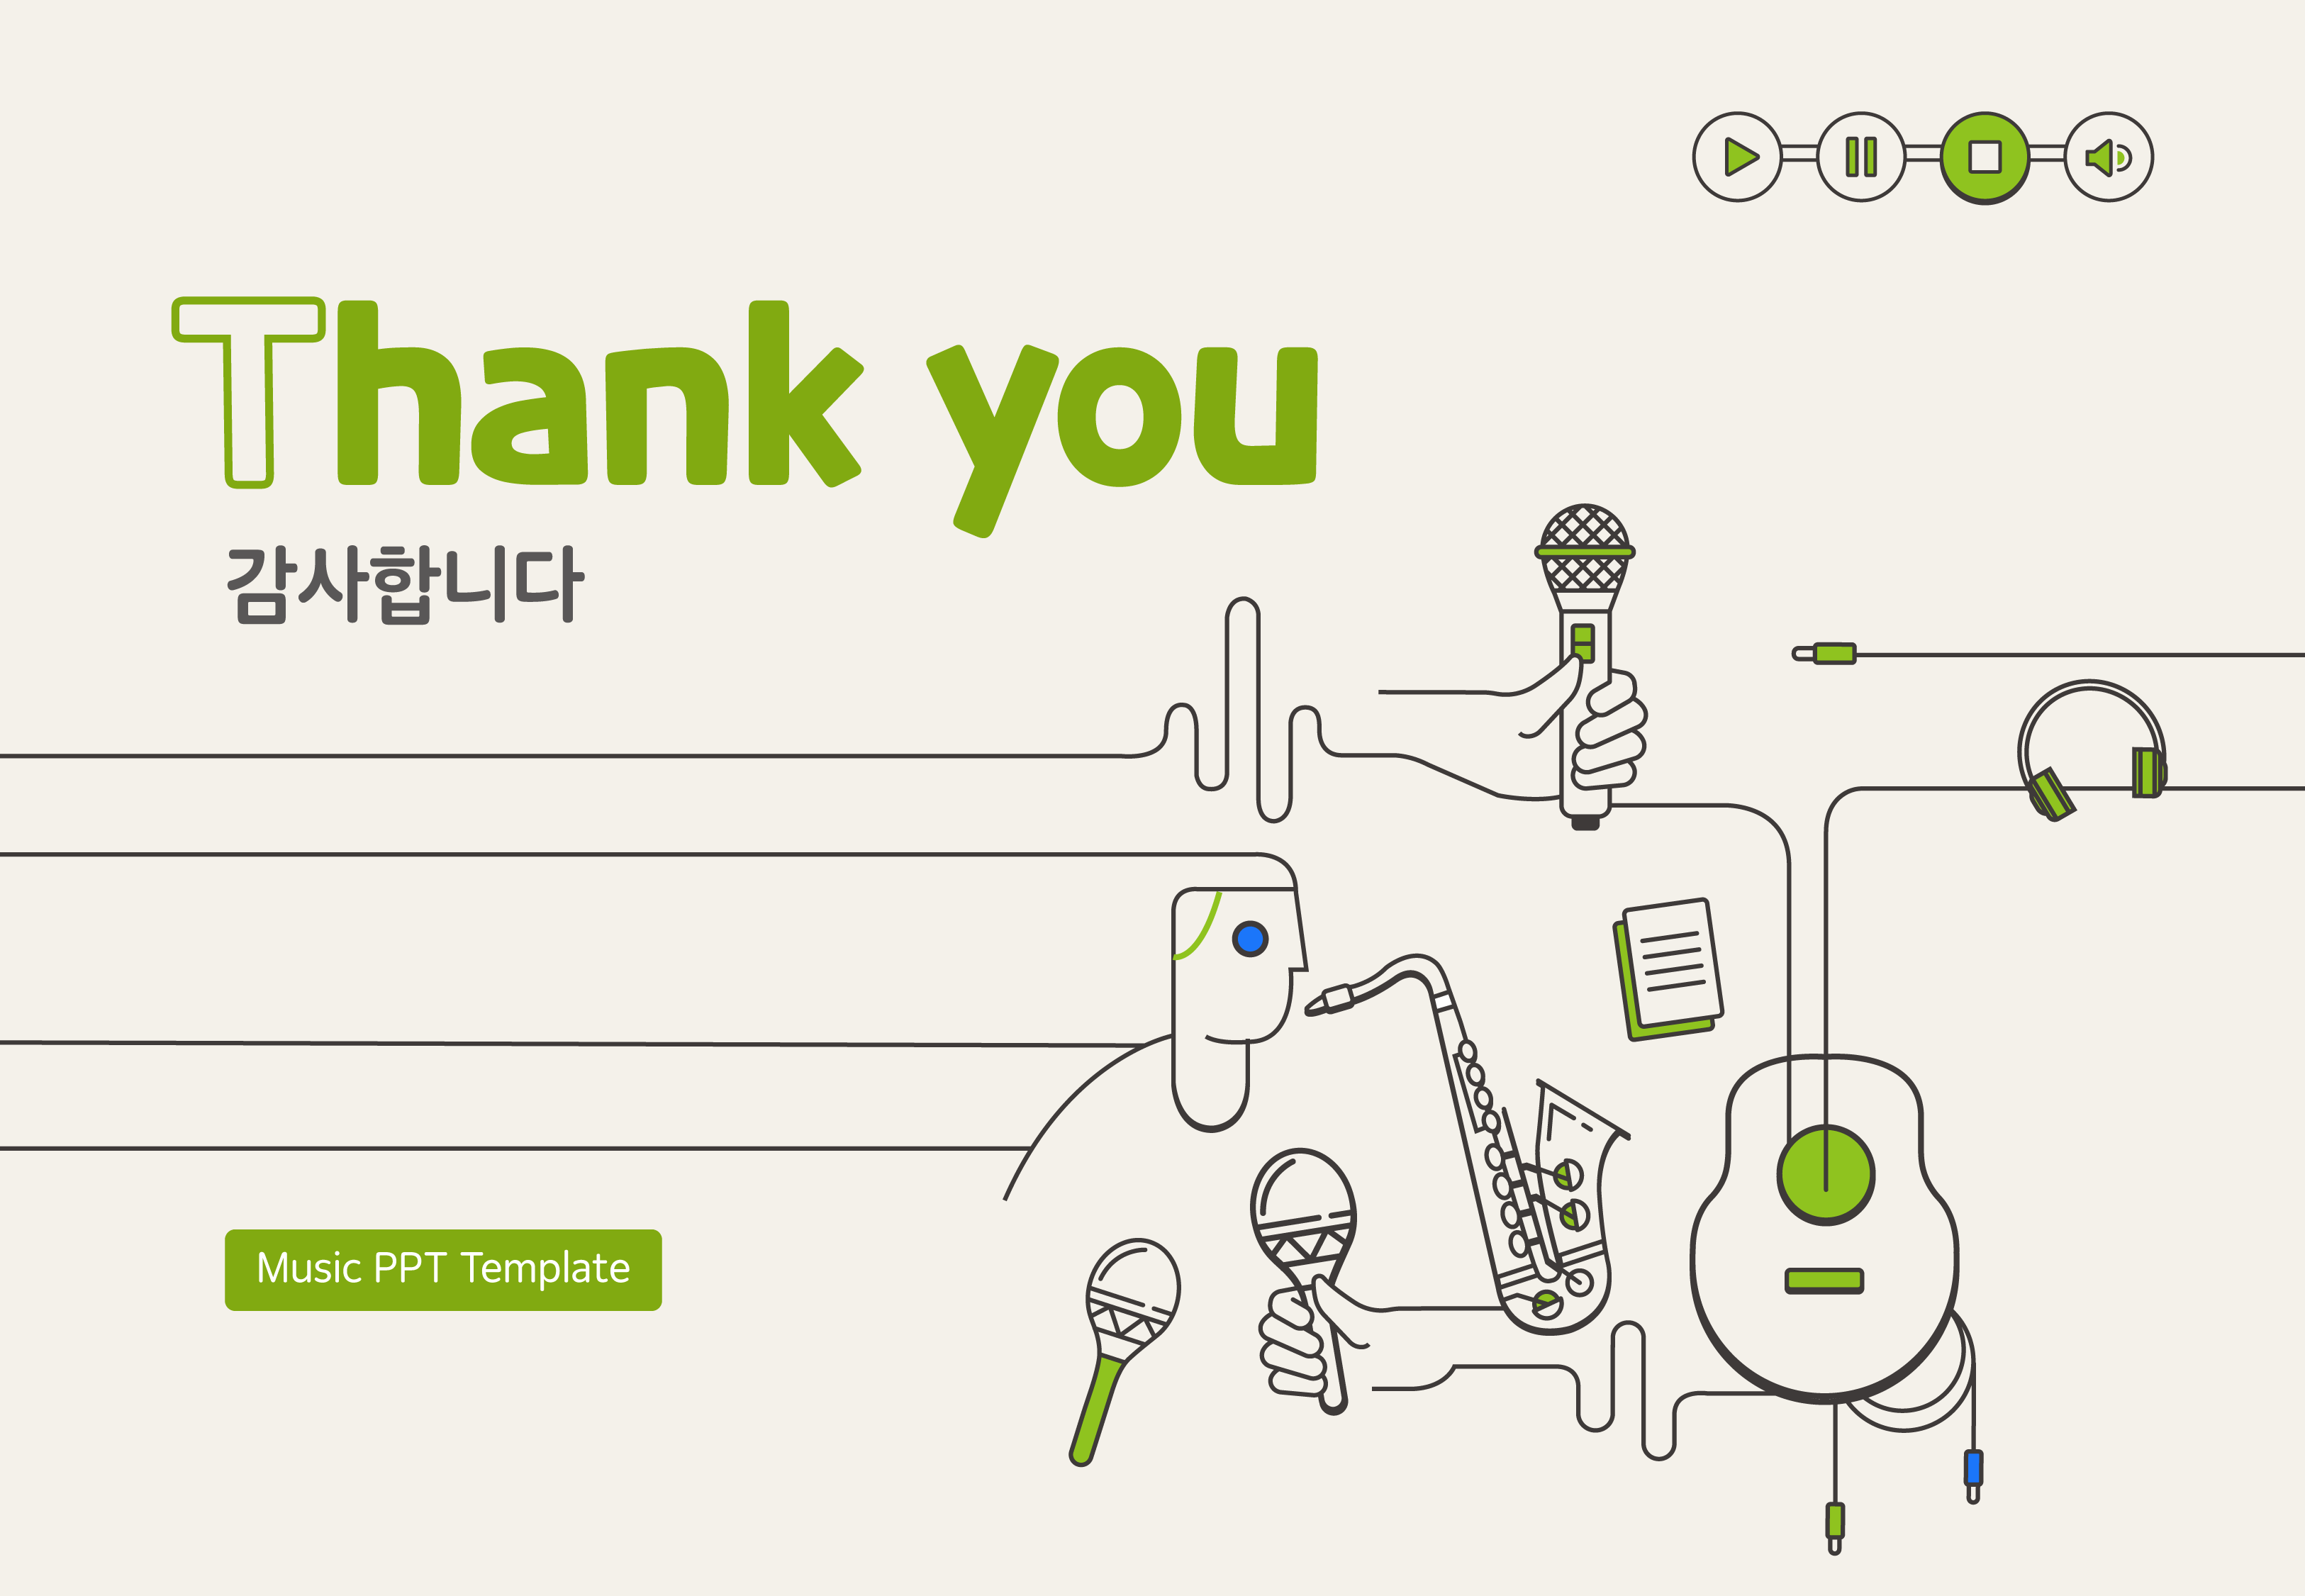 Thank you
감사합니다
Music PPT Template